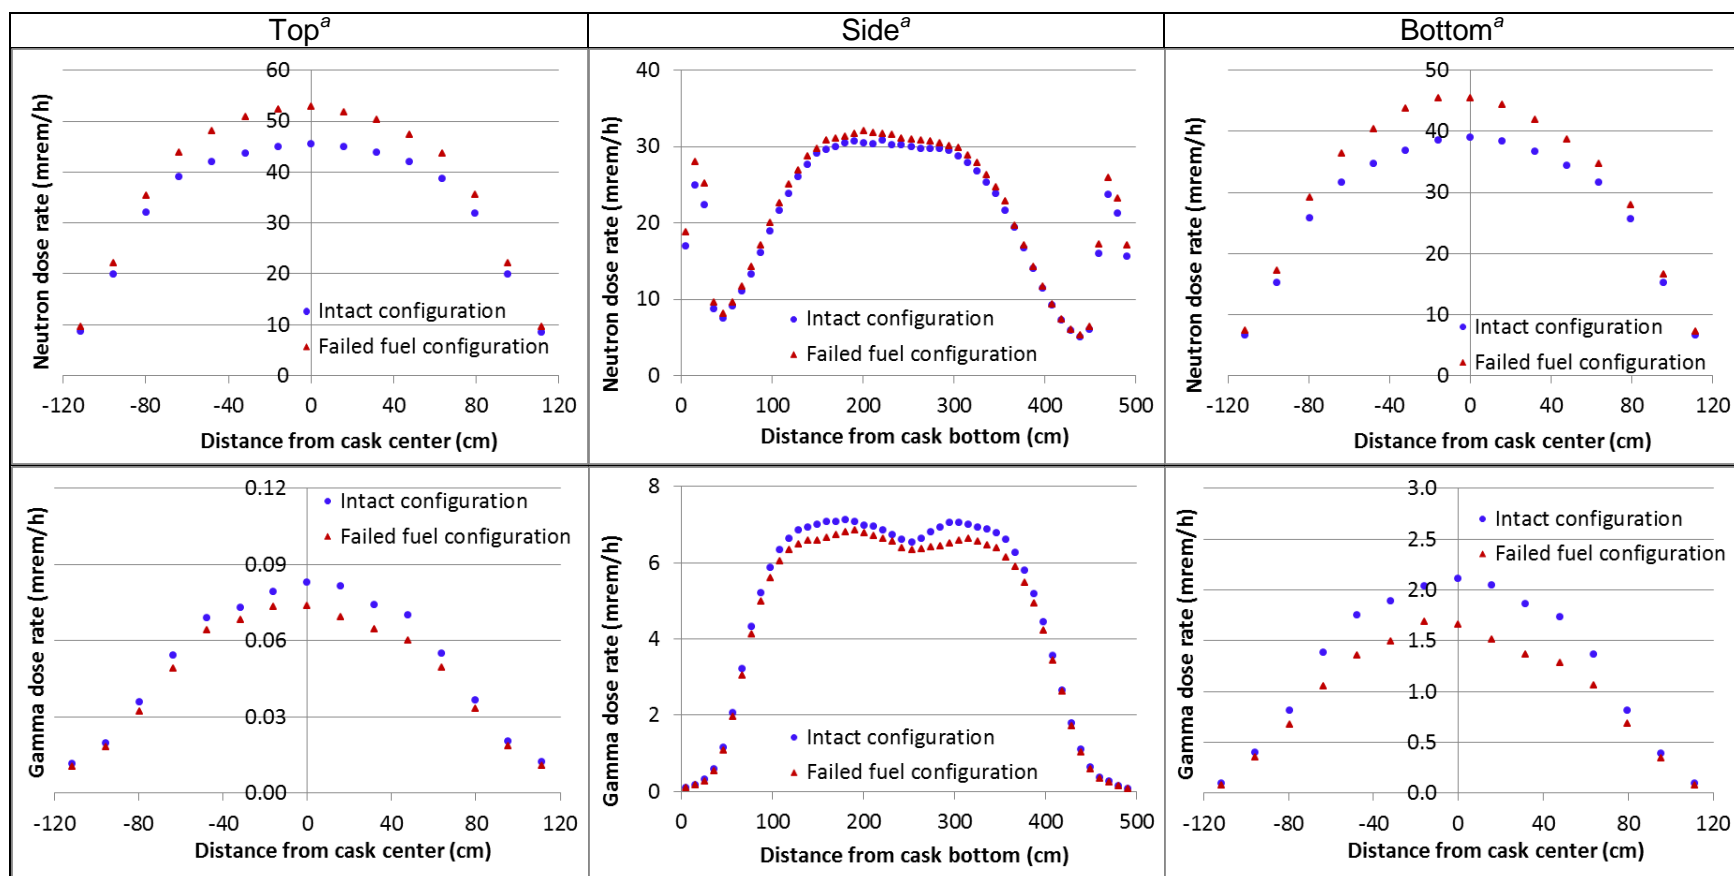 Topa
Sidea
Bottoma
Neutron dose rate (mrem/h)
60
50
40
30
20
10
0
Intact configuration
Failed fuel configuration
-120 -80 -40 0 40 80 120
Distance from cask center (cm)
Neutron dose rate (mrem/h)
40
30
20
10
0
Intact configuration
Failed fuel configuration
0 100 200 300 400 500
Distance from cask bottom (cm)
Neutron dose rate (mrem/h)
50
40
30
20
10
0
Intact configuration
Failed fuel configuration
-120 -80 -40 0 40 80 120
Distance from cask center (cm)
Gamma dose rate (mrem/h)
0.12
0.09
0.06
0.03
0.00
Intact configuration
Failed fuel configuration
-120 -80 -40 0 40 80 120
Distance from cask center (cm)
Gamma dose rate (mrem/h)
8
6
4
2
0
Intact configuration
Failed fuel configuration
0 100 200 300 400 500
Distance from cask bottom (cm)
Gamma dose rate (mrem/h)
3.0
2.5
2.0
1.5
1.0
0.5
0.0
Intact configuration
Failed fuel configuration
-120 -80 -40 0 40 80 120
Distance from cask center (cm)